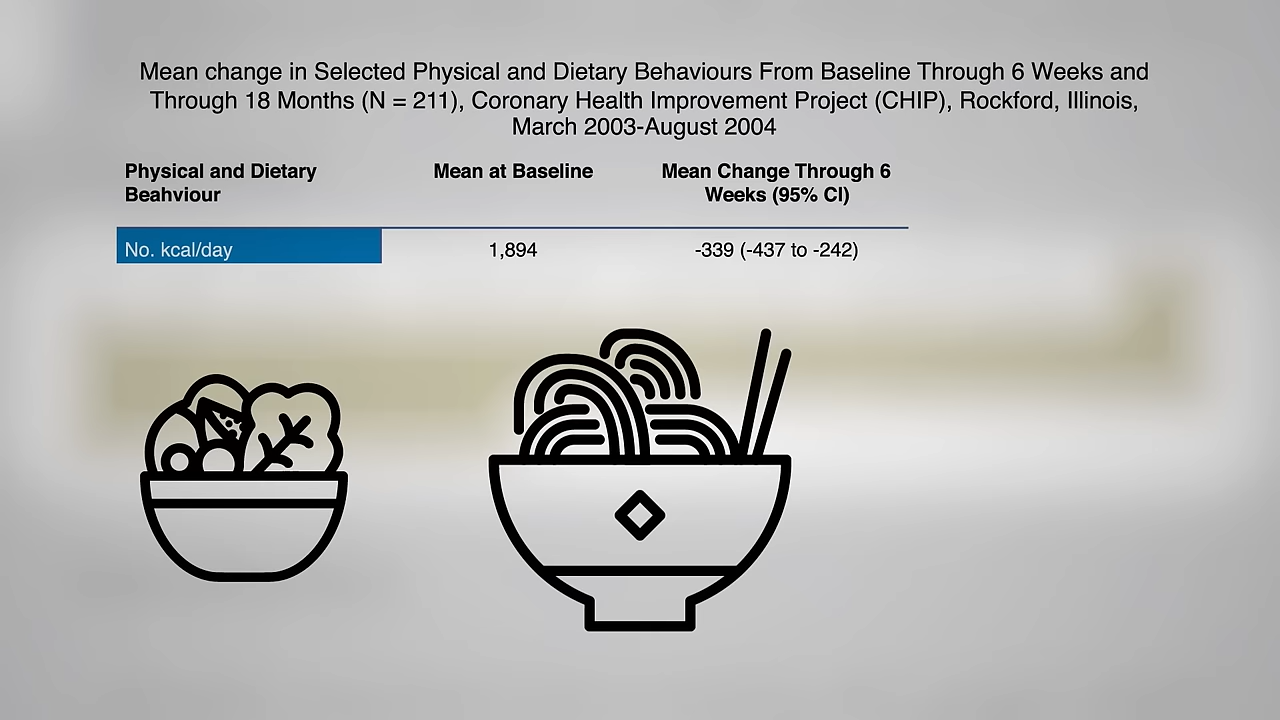 Mean change in Selected Physical and Dietary Behaviours From Baseline Through 6 Weeks and
Through 18 Months (N = 211), Coronary Health Improvement Project (CHIP), Rockford, Illinois,
March 2003-August 2004
Physical and Dietary Beahviour
Mean at Baseline
Mean Change Through 6 Weeks (95% CI)
No. kcal/day
1,894
-339 (-437 to -242)